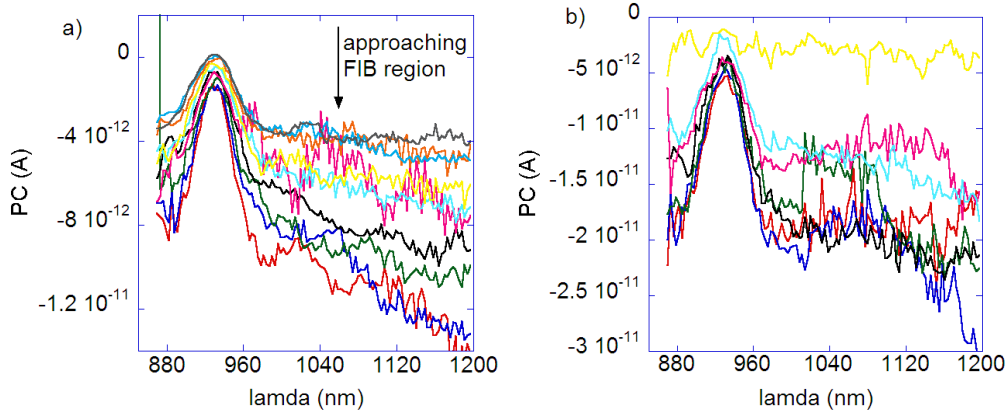 a)
approaching
FIB region
0
-4 10⁻¹²
-8 10⁻¹²
-1.2 10⁻¹¹
PC (A)
880 960 1040 1120 1200
lamda (nm)
b)
0
-5 10⁻¹²
-1 10⁻¹¹
-1.5 10⁻¹¹
-2 10⁻¹¹
-2.5 10⁻¹¹
-3 10⁻¹¹
PC (A)
880 960 1040 1120 1200
lamda (nm)